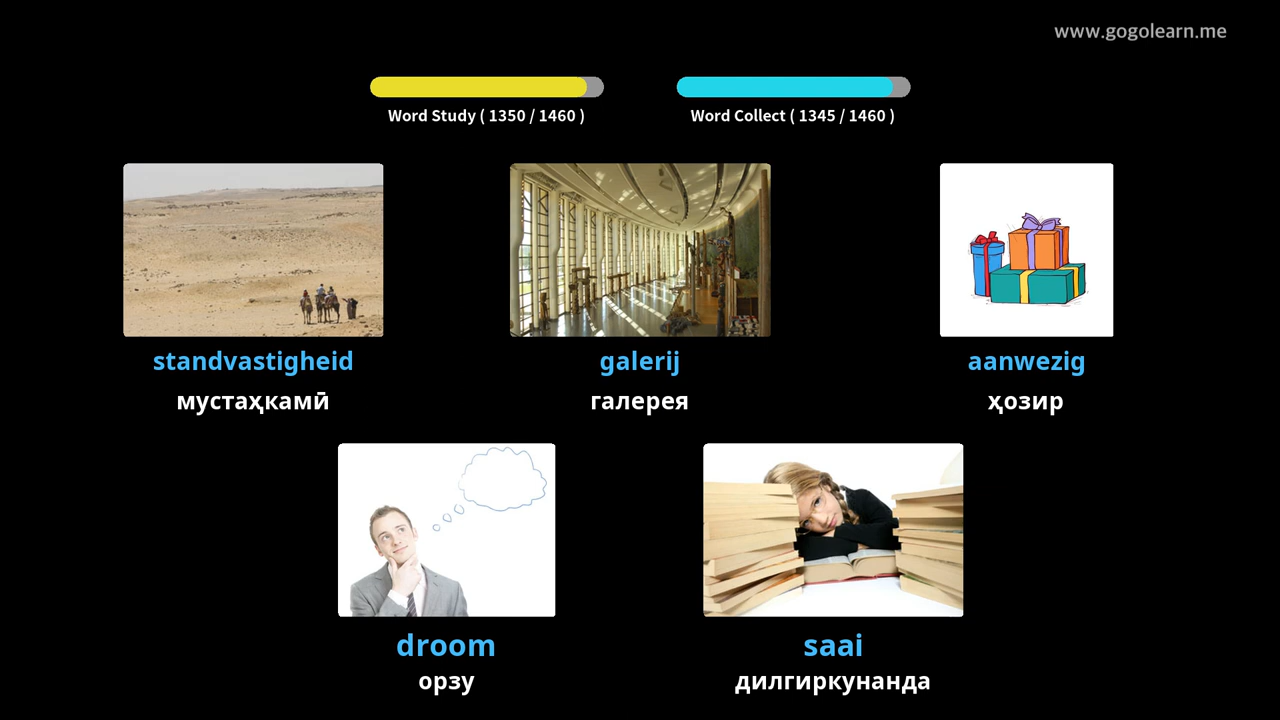 www.gogolearn.me
Word Study ( 1350 / 1460 )
Word Collect ( 1345 / 1460 )
standvastigheid
galerij
aanwezig
мустаҳкамӣ
галерея
ҳозир
droom
saai
орзу
дилгиркунанда